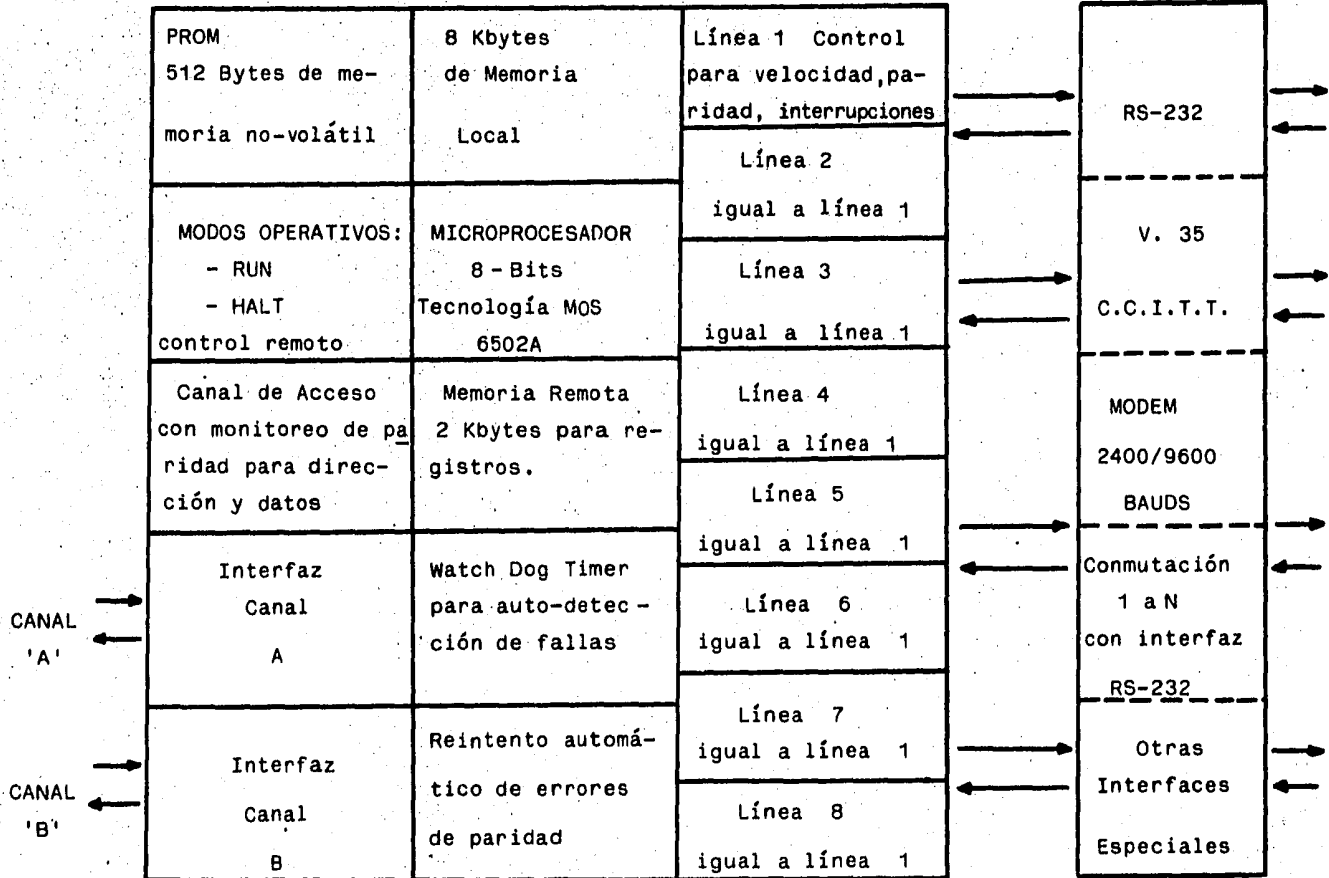 PROM
512 Bytes de me-
moria no-volátil
8 Kbytes
de Memoria
Local
Línea 1 Control
para velocidad,pa-
ridad, interrupciones
Línea 2
igual a línea 1
MODOS OPERATIVOS:
- RUN
- HALT
control remoto
MICROPROCESADOR
8 - Bits
Tecnología MOS
6502A
Línea 3
igual a línea 1
Canal de Acceso
con monitoreo de pa
ridad para direc-
ción y datos
Memoria Remota
2 Kbytes para re-
gistros.
Línea 4
igual a línea 1
Línea 5
igual a línea 1
CANAL
'A'
Interfaz
Canal
A
Watch Dog Timer
para auto-detec -
ción de fallas
Línea 6
igual a línea 1
Línea 7
igual a línea 1
CANAL
'B'
Interfaz
Canal
B
Reintento automá-
tico de errores
de paridad
Línea 8
igual a línea 1
RS-232
V. 35
C.C.I.T.T.
MODEM
2400/9600
BAUDS
Conmutación
1 a N
con interfaz
RS-232
Otras
Interfaces
Especiales